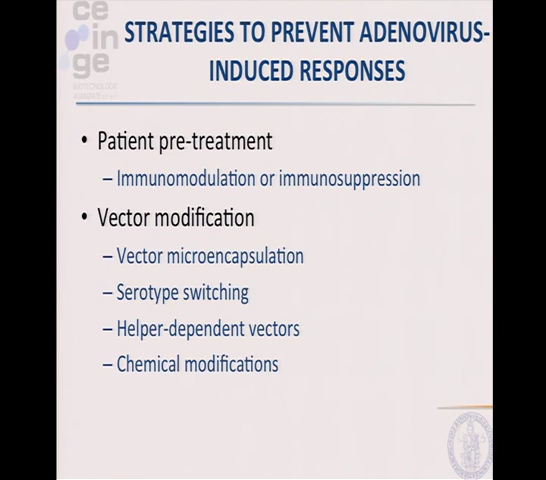 ce
inge
BIOTECNOLOGIE
STRATEGIES TO PREVENT ADENOVIRUS-
INDUCED RESPONSES
• Patient pre-treatment
– Immunomodulation or immunosuppression
• Vector modification
– Vector microencapsulation
– Serotype switching
– Helper-dependent vectors
– Chemical modifications